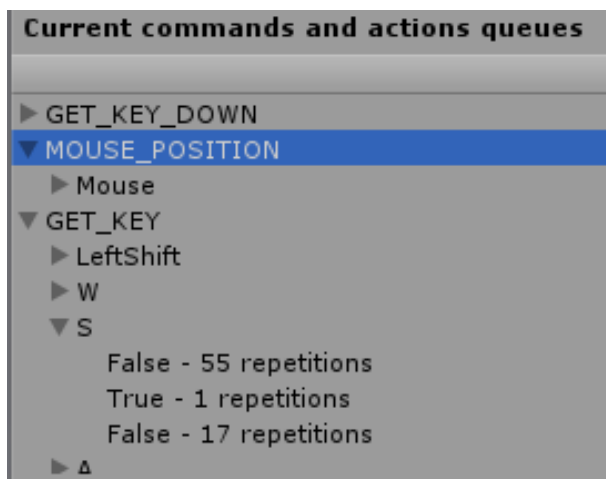 Current commands and actions queues
GET_KEY_DOWN
MOUSE_POSITION
Mouse
GET_KEY
LeftShift
W
S
False - 55 repetitions
True - 1 repetitions
False - 17 repetitions
A